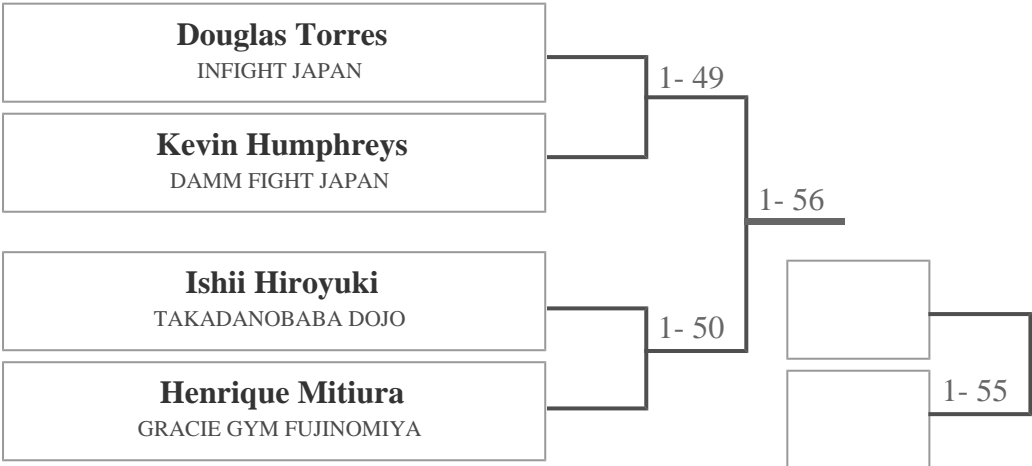 Douglas Torres
INFIGHT JAPAN
1- 49
Kevin Humphreys
DAMM FIGHT JAPAN
1- 56
Ishii Hiroyuki
TAKADANOBABA DOJO
1- 50
Henrique Mitiura
GRACIE GYM FUJINOMIYA
1- 55